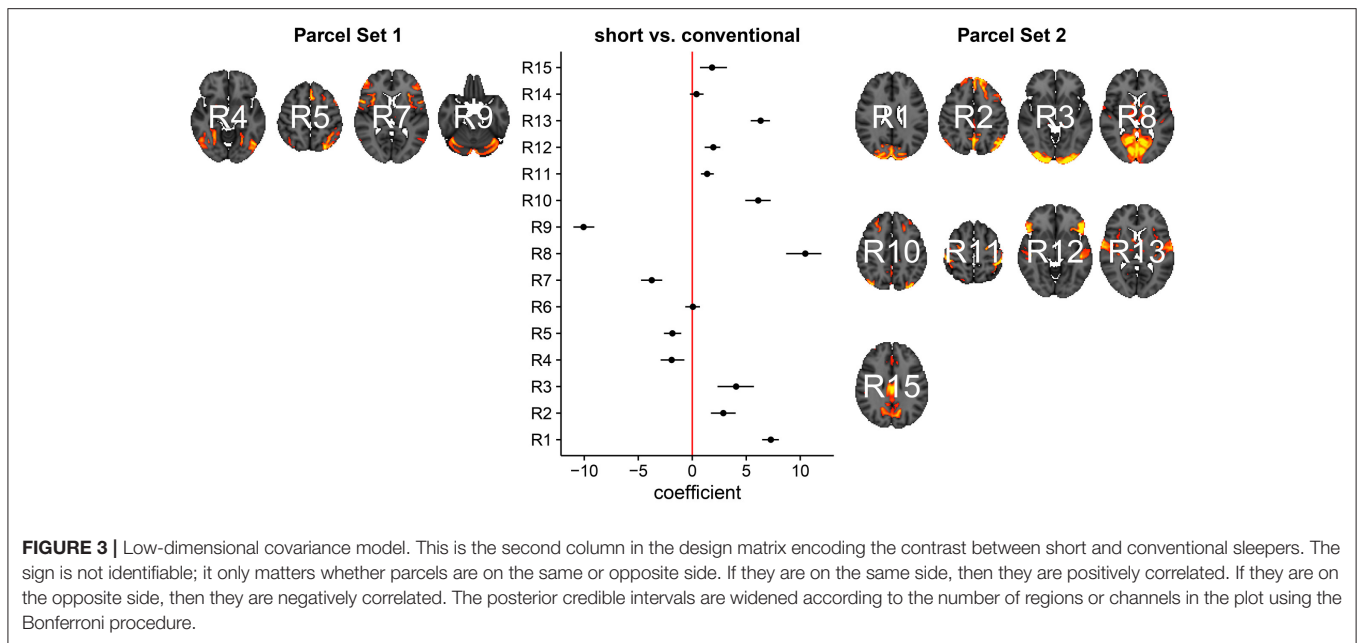 Parcel Set 1
R4 R5 R7 R9
short vs. conventional
R15
R14
R13
R12
R11
R10
R9
R8
R7
R6
R5
R4
R3
R2
R1
−10 −5 0 5 10
coefficient
Parcel Set 2
R1 R2 R3 R8
R10 R11 R12 R13
R15
FIGURE 3 | Low-dimensional covariance model. This is the second column in the design matrix encoding the contrast between short and conventional sleepers. The
sign is not identifiable; it only matters whether parcels are on the same or opposite side. If they are on the same side, then they are positively correlated. If they are on
the opposite side, then they are negatively correlated. The posterior credible intervals are widened according to the number of regions or channels in the plot using the
Bonferroni procedure.